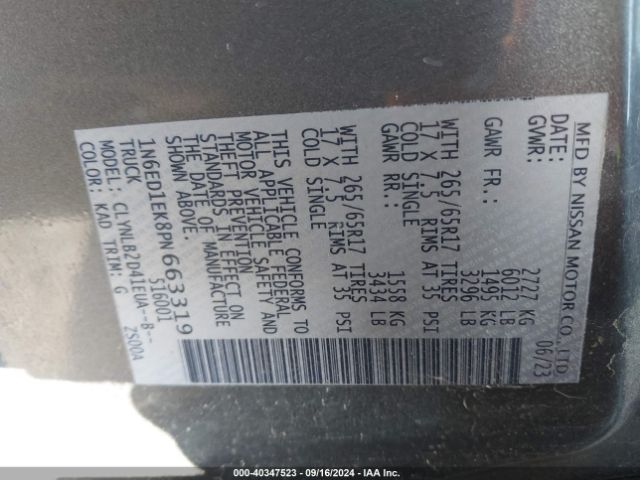 MFD BY NISSAN MOTOR CO., LTD.
DATE: 06/23
GVWR: 2727 KG
6012 LB
GAWR FR: 1495 KG
3296 LB
WITH 265/65R17 TIRES
17 X 7.5 RIMS AT 35 PSI
COLD SINGLE
GAWR RR: 1558 KG
3434 LB
WITH 265/65R17 TIRES
17 X 7.5 RIMS AT 35 PSI
COLD SINGLE
THIS VEHICLE CONFORMS TO
ALL APPLICABLE FEDERAL
MOTOR VEHICLE SAFETY AND
THEFT PREVENTION
STANDARDS IN EFFECT ON
THE DATE OF MANUFACTURE
SHOWN ABOVE.
1N6ED1EK8PN663319
TRUCK S16001
MODEL: CLYNLB2D41EUA--B--
COLOR: KAD TRIM: G ZS00A
000-40347523 - 09/16/2024 - IAA Inc.